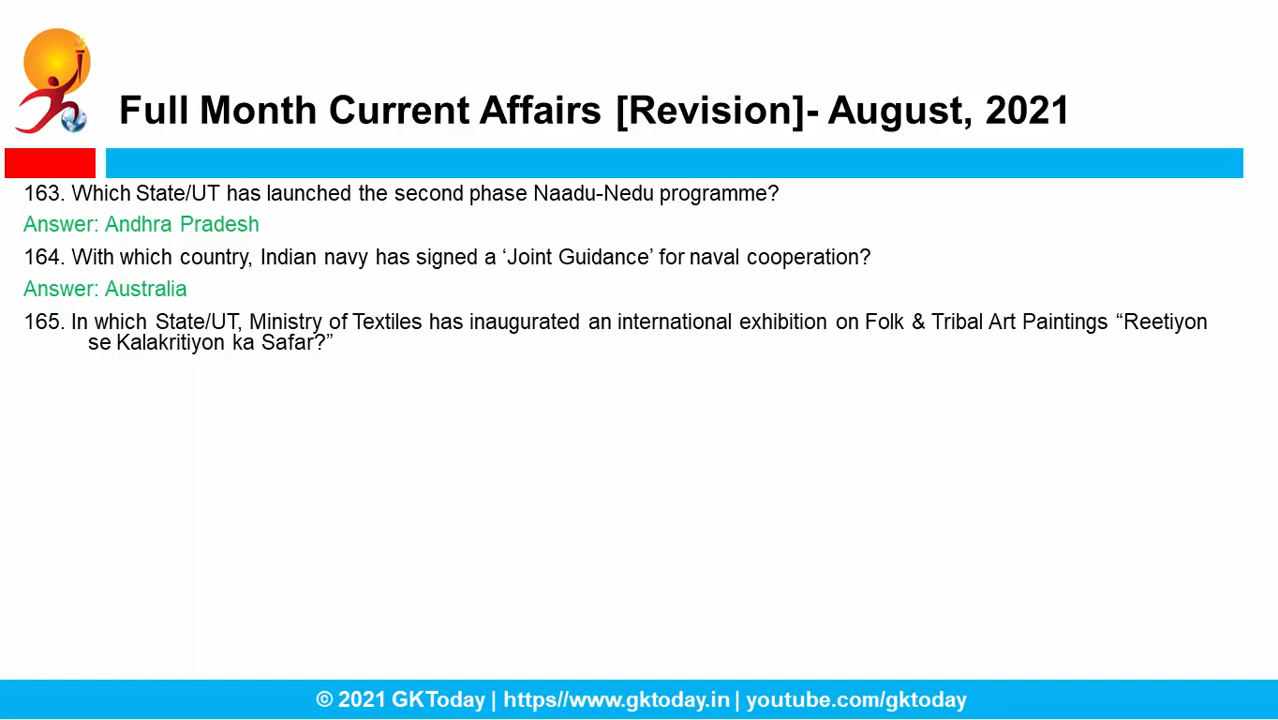 Full Month Current Affairs [Revision]- August, 2021
163. Which State/UT has launched the second phase Naadu-Nedu programme?
Answer: Andhra Pradesh
164. With which country, Indian navy has signed a ‘Joint Guidance’ for naval cooperation?
Answer: Australia
165. In which State/UT, Ministry of Textiles has inaugurated an international exhibition on Folk & Tribal Art Paintings “Reetiyon
se Kalakritiyon ka Safar?”
© 2021 GKToday | https//www.gktoday.in | youtube.com/gktoday